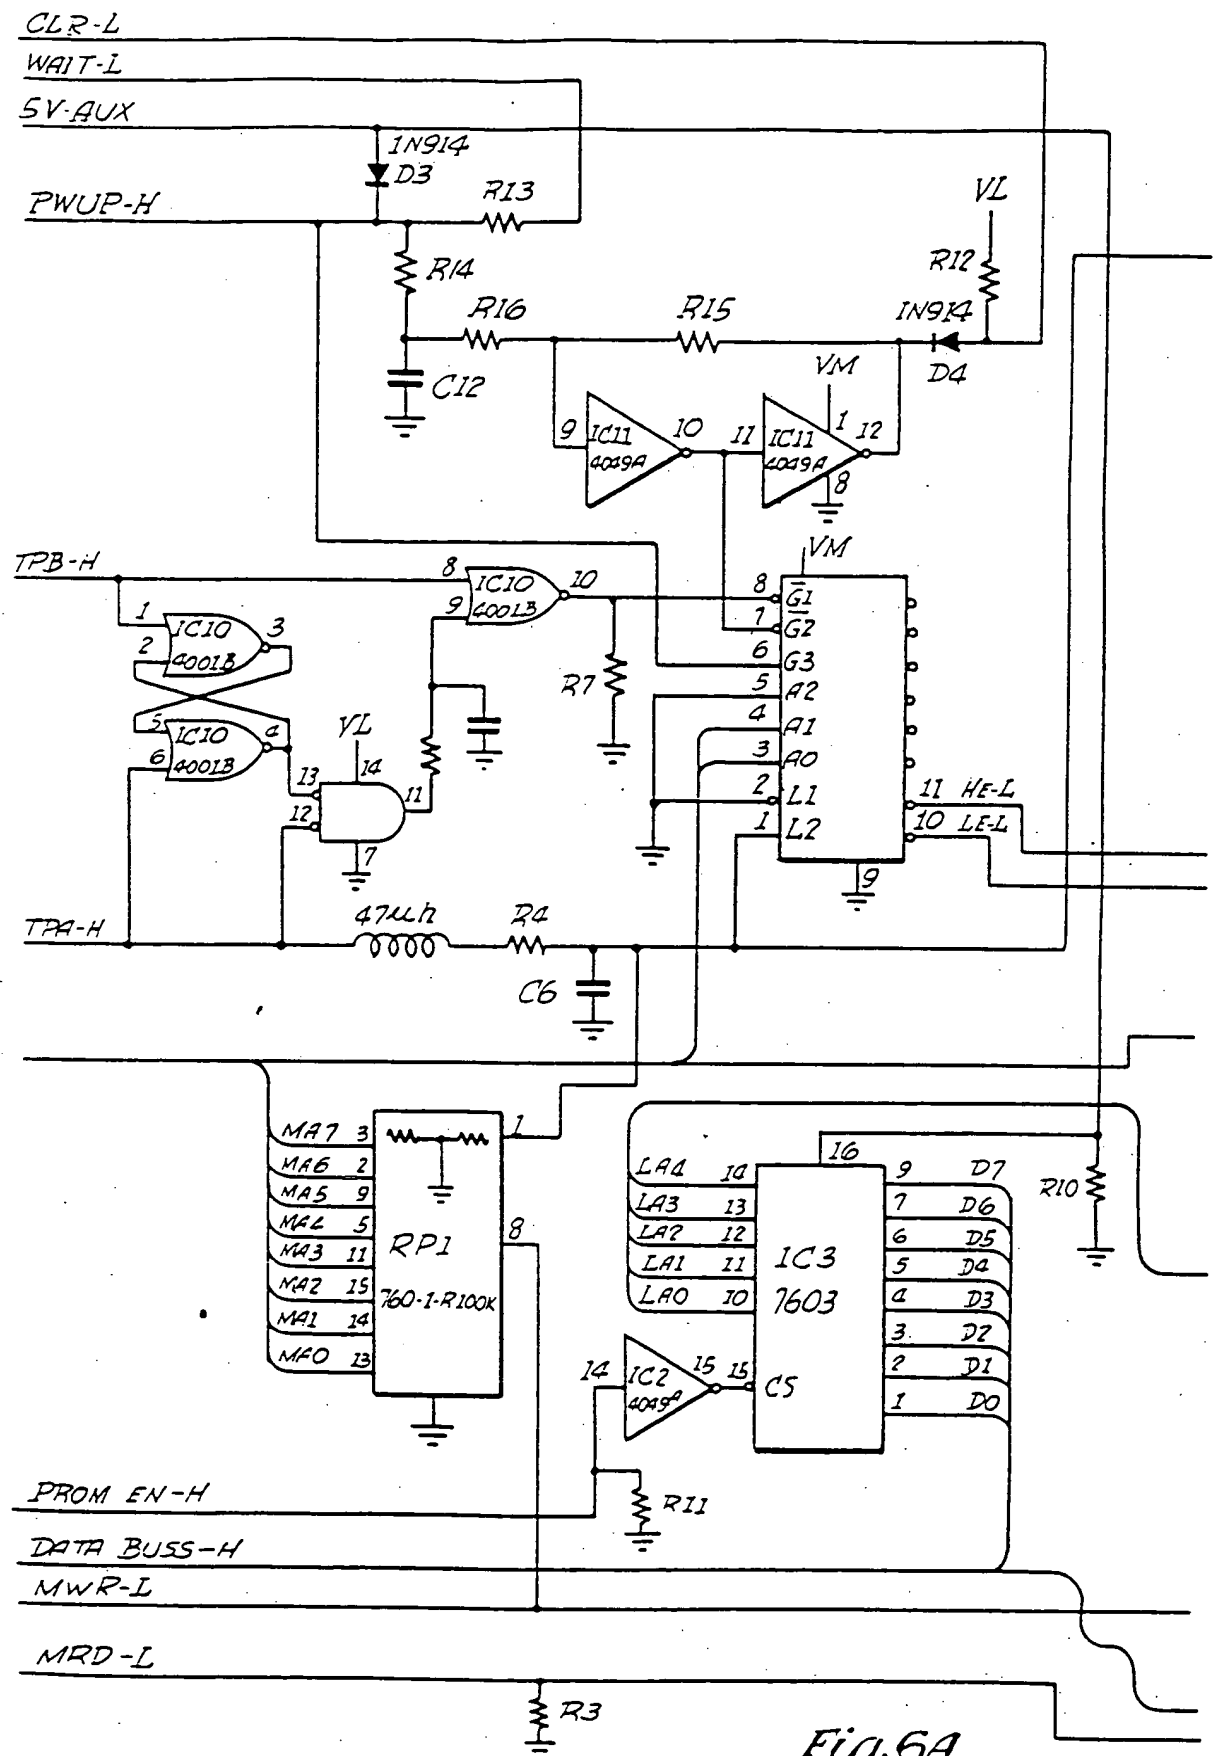 CLR-L
WAIT-L
5V-AUX
1N914
D3
PWUP-H
R13
VL
R14
R12
R16
R15
1N914
C12
VM
D4
9
IC11
4049A
10
11
IC11
4049A
1
12
8
TPB-H
8
IC10
4001B
10
9
VM
1
IC10
4001B
3
2
8
G1
7
G2
6
G3
R7
5
A2
4
A1
3
A0
2
L1
1
L2
5
IC10
4001B
4
6
VL
14
13
11
12
7
11
HE-L
10
LE-L
9
TPA-H
47uh
R4
C6
MA7 3
MA6 2
MA5 9
MA4 5
MA3 11
MA2 15
MA1 14
MA0 13
1
8
RP1
760-1-R100K
16
LA4 14
LA3 13
LA2 12
LA1 11
LA0 10
IC3
7603
9 D7
7 D6
6 D5
5 D4
4 D3
3 D2
2 D1
1 D0
R10
14
IC2
4049A
15
15
CS
PROM EN-H
R11
DATA BUSS-H
MWR-L
MRD-L
R3
Fig.6A